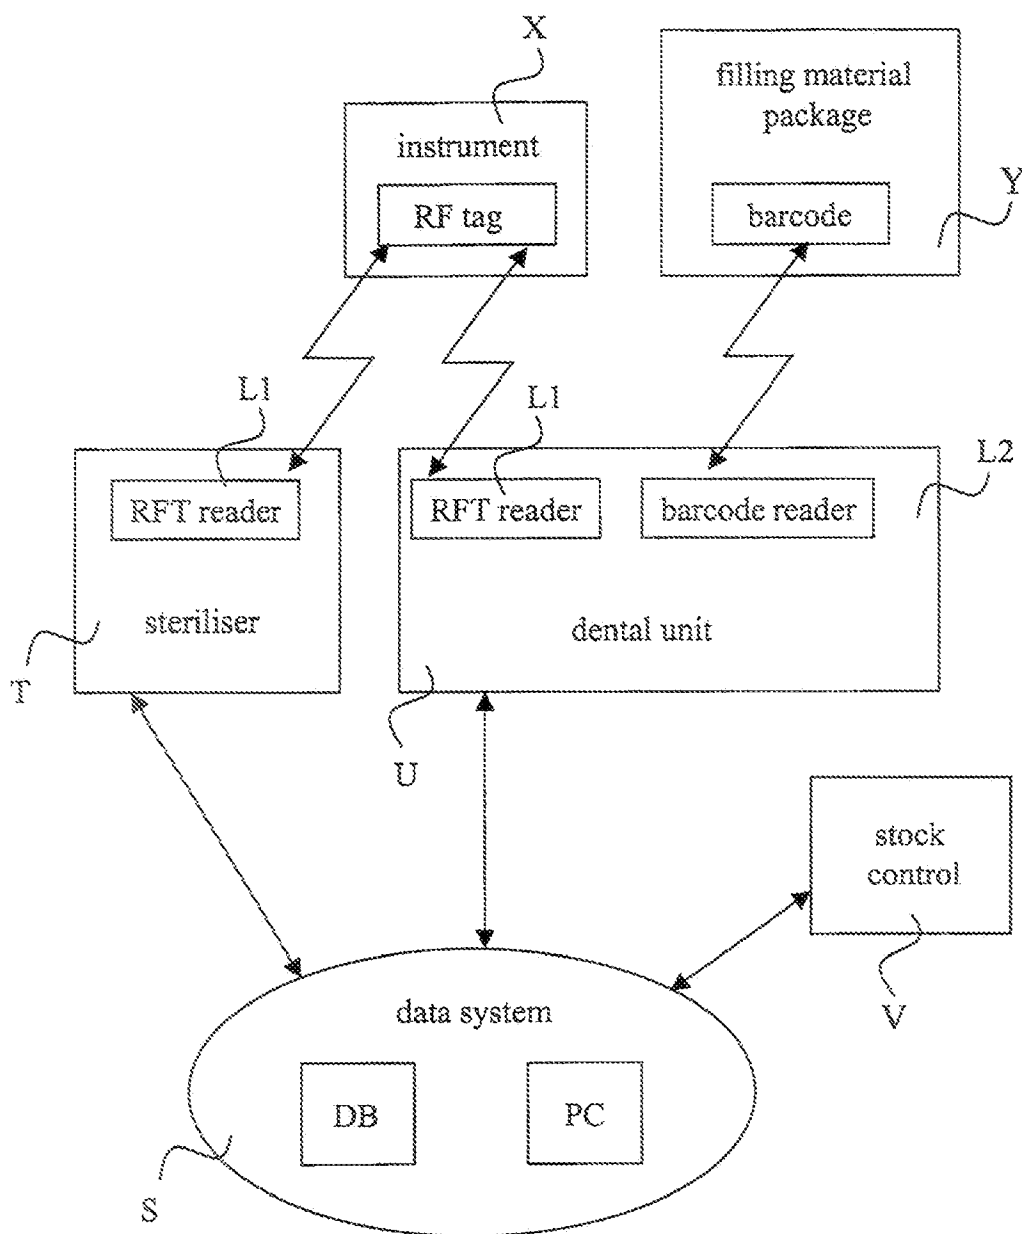 X
filling material
package
instrument
RF tag
barcode
Y
L1
L1
L2
RFT reader
RFT reader
barcode reader
steriliser
dental unit
T
U
stock
control
V
data system
DB
PC
S